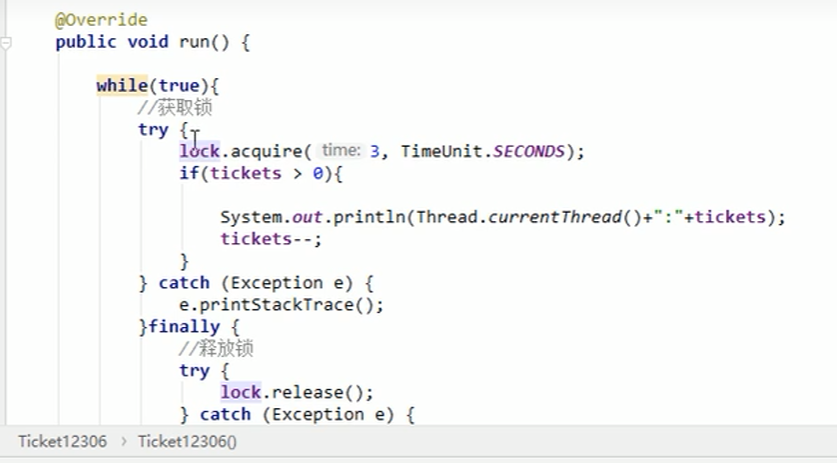 @Override
public void run() {
while(true){
//获取锁
try {
lock.acquire( time: 3, TimeUnit.SECONDS);
if(tickets > 0){
System.out.println(Thread.currentThread()+":"+tickets);
tickets--;
}
} catch (Exception e) {
e.printStackTrace();
}finally {
//释放锁
try {
lock.release();
} catch (Exception e) {
Ticket12306 › Ticket12306()